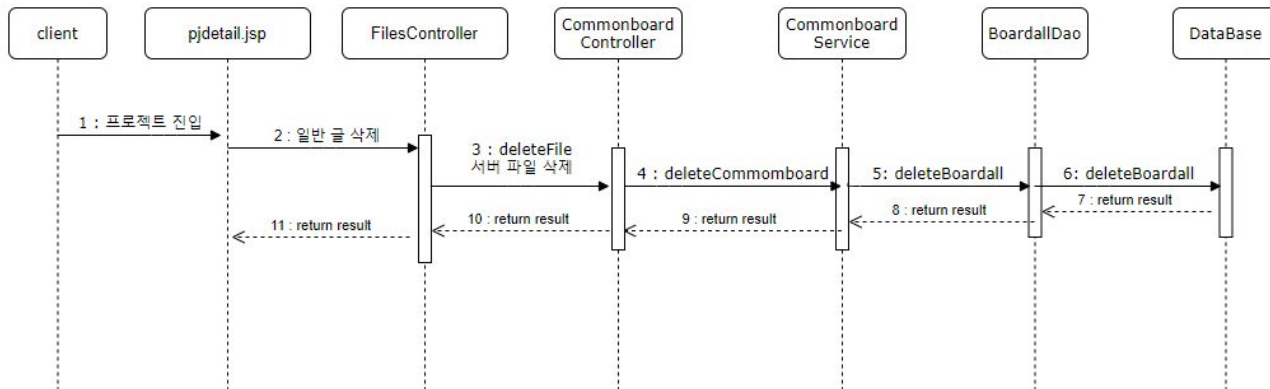 client
pjdetail.jsp
FilesController
Commonboard
Controller
Commonboard
Service
BoardallDao
DataBase
1 : 프로젝트 진입
2 : 일반 글 삭제
3 : deleteFile
서버 파일 삭제
4 : deleteCommomboard
5: deleteBoardall
6: deleteBoardall
7 : return result
8 : return result
9 : return result
10 : return result
11 : return result